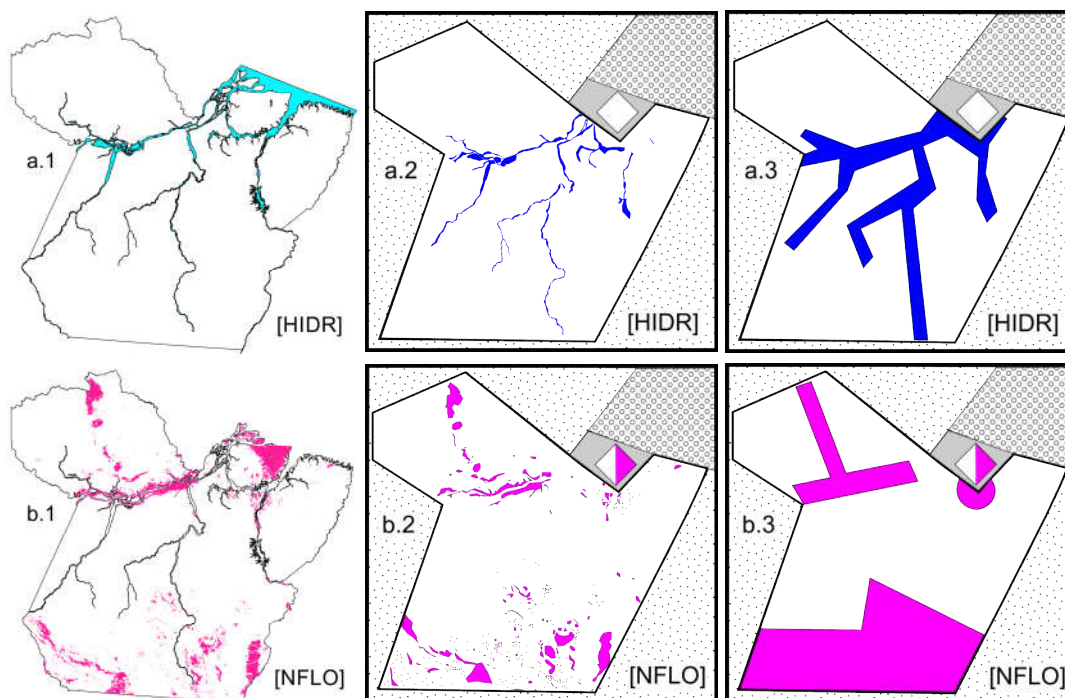 a.1
[HIDR]
a.2
[HIDR]
a.3
[HIDR]
b.1
[NFLO]
b.2
[NFLO]
b.3
[NFLO]